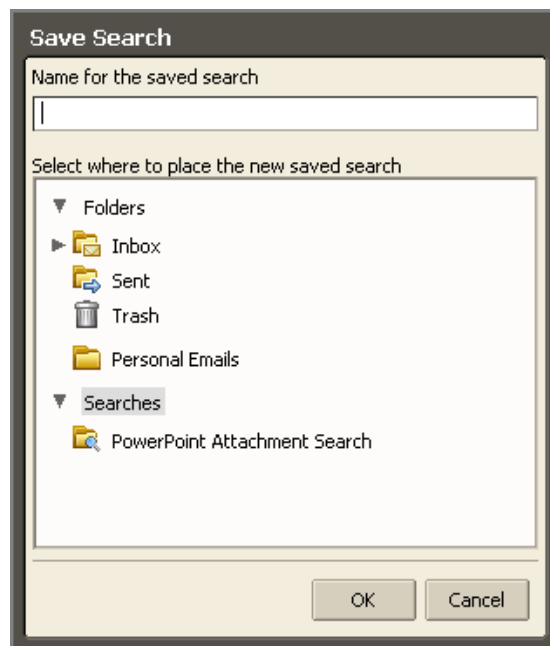 Save Search
Name for the saved search
Select where to place the new saved search
Folders
Inbox
Sent
Trash
Personal Emails
Searches
PowerPoint Attachment Search
OK Cancel